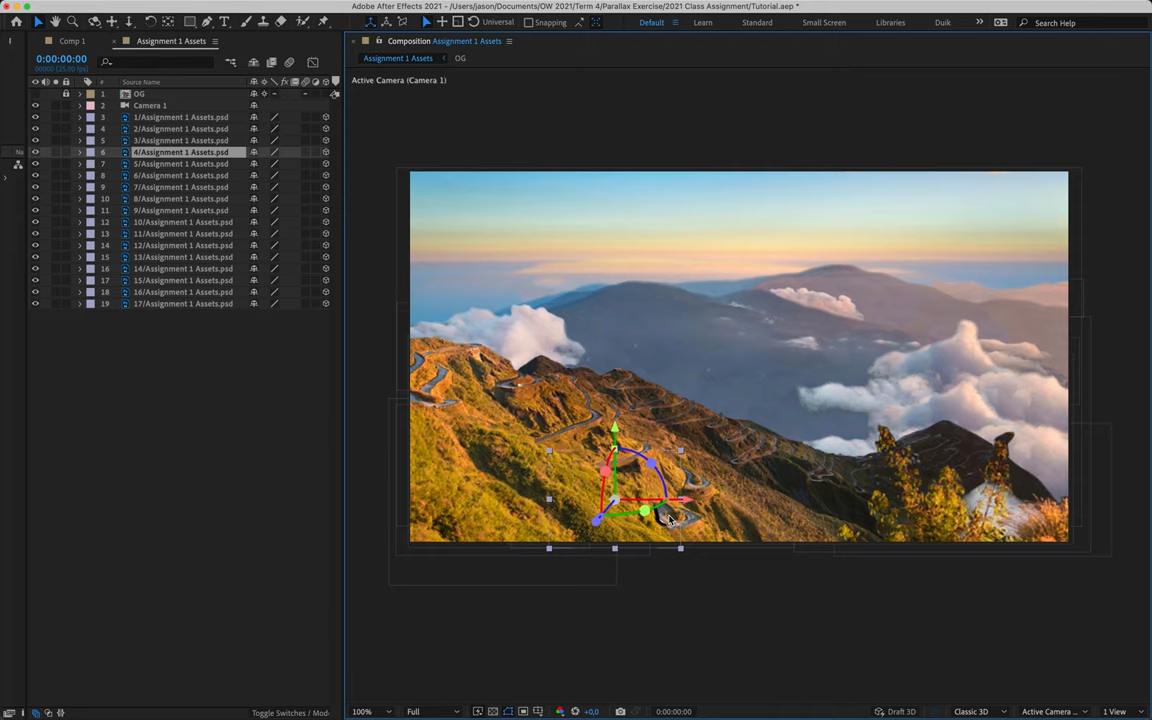 Adobe After Effects 2021 - /Users/jason/Documents/OW 2021/Term 4/Parallax Exercise/2021 Class Assignment/Tutorial.aep *
Universal
Snapping
Default
Learn
Standard
Small Screen
Libraries
Duik
Search Help
Comp 1
Assignment 1 Assets
Composition Assignment 1 Assets
0:00:00:00
00000 (25.00 fps)
Assignment 1 Assets
OG
# Source Name
Active Camera (Camera 1)
1 OG
2 Camera 1
3 1/Assignment 1 Assets.psd
4 2/Assignment 1 Assets.psd
5 3/Assignment 1 Assets.psd
6 4/Assignment 1 Assets.psd
7 5/Assignment 1 Assets.psd
8 6/Assignment 1 Assets.psd
9 7/Assignment 1 Assets.psd
10 8/Assignment 1 Assets.psd
11 9/Assignment 1 Assets.psd
12 10/Assignment 1 Assets.psd
13 11/Assignment 1 Assets.psd
14 12/Assignment 1 Assets.psd
15 13/Assignment 1 Assets.psd
16 14/Assignment 1 Assets.psd
17 15/Assignment 1 Assets.psd
18 16/Assignment 1 Assets.psd
19 17/Assignment 1 Assets.psd
Toggle Switches / Mod
100%
Full
+0,0
0:00:00:00
Draft 3D
Classic 3D
Active Camera ...
1 View